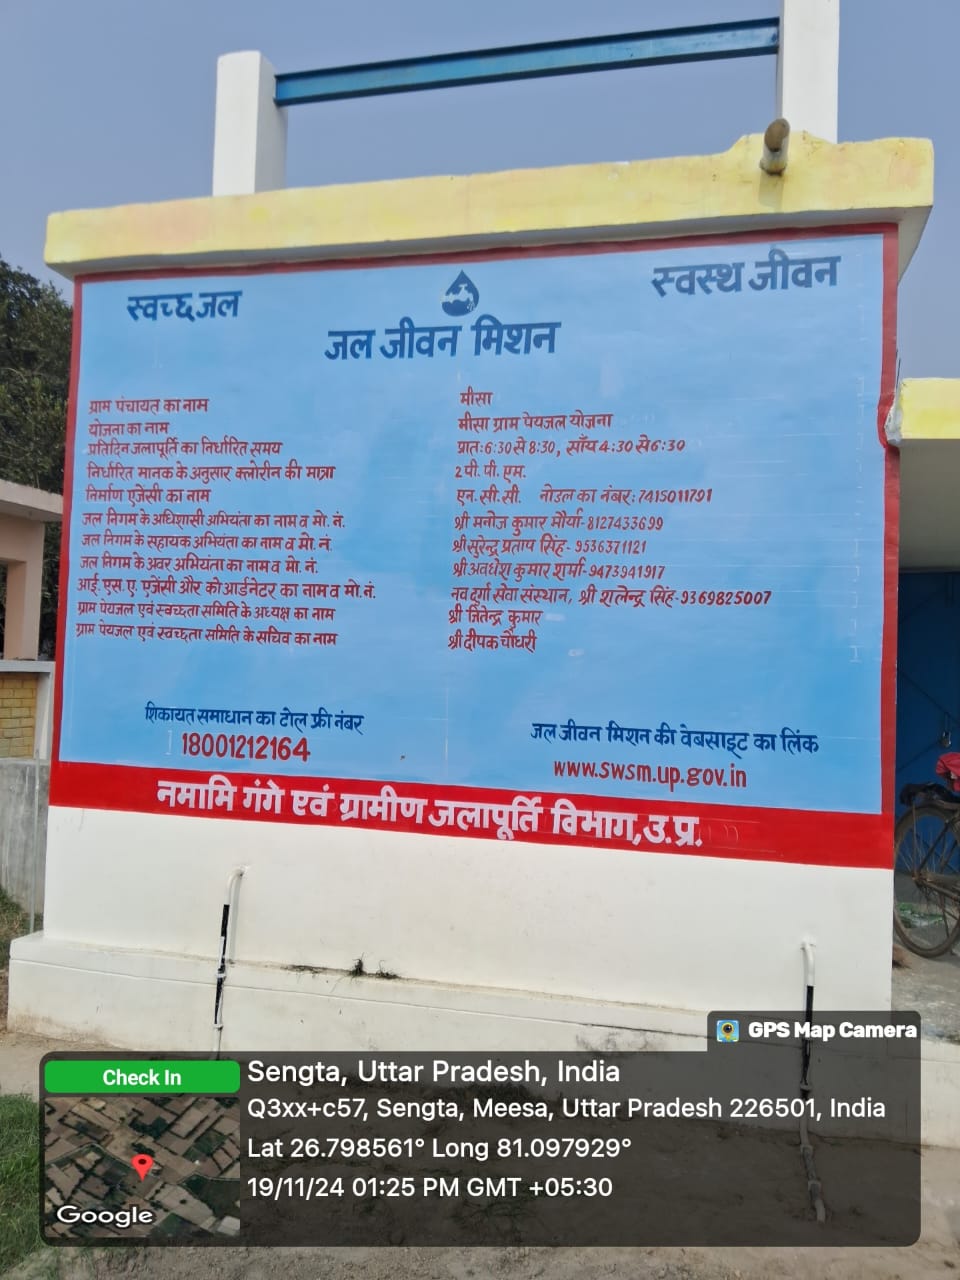 स्वच्छ जल
स्वस्थ जीवन
जल जीवन मिशन
ग्राम पंचायत का नाम मीसा
योजना का नाम मीसा ग्राम पेयजल योजना
प्रतिदिन जलापूर्ति का निर्धारित समय प्रातः 6:30 से 8:30, साँय 4:30 से 6:30
निर्धारित मानक के अनुसार क्लोरीन की मात्रा 2 पी. पी. एम.
निर्माण एजेंसी का नाम एन. सी. सी. नोडल का नंबर: 7415011791
जल निगम के अधिशासी अभियंता का नाम व मो. नं. श्री मनोज कुमार मौर्या- 8127433699
जल निगम के सहायक अभियंता का नाम व मो. नं. श्री सुरेन्द्र प्रताप सिंह- 9536371121
जल निगम के अवर अभियंता का नाम व मो. नं. श्री अवधेश कुमार शर्मा- 9473941917
आई. एस. ए. एजेंसी और कोआर्डनेटर का नाम व मो. नं. नव दुर्गा सेवा संस्थान, श्री शलेन्द्र सिंह- 9369825007
ग्राम पेयजल एवं स्वच्छता समिति के अध्यक्ष का नाम श्री जितेन्द्र कुमार
ग्राम पेयजल एवं स्वच्छता समिति के सचिव का नाम श्री दीपक चौधरी
शिकायत समाधान का टोल फ्री नंबर
18001212164
जल जीवन मिशन की वेबसाइट का लिंक
www.swsm.up.gov.in
नमामि गंगे एवं ग्रामीण जलापूर्ति विभाग, उ.प्र.
GPS Map Camera
Check In
Sengta, Uttar Pradesh, India
Q3xx+c57, Sengta, Meesa, Uttar Pradesh 226501, India
Lat 26.798561° Long 81.097929°
19/11/24 01:25 PM GMT +05:30
Google